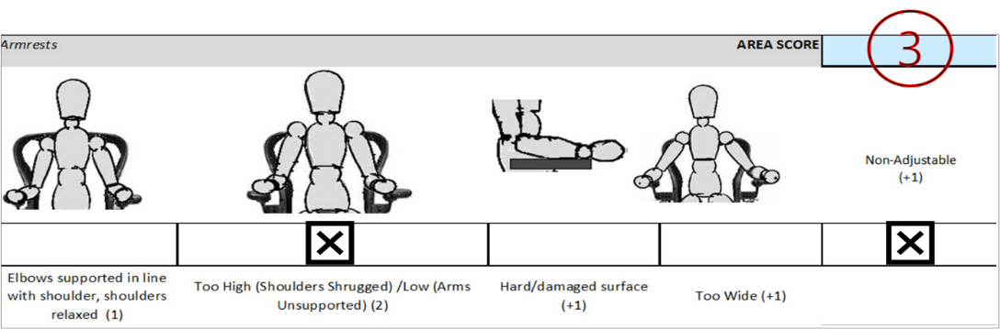 Armrests AREA SCORE 3
Non-Adjustable
(+1)
Elbows supported in line
with shoulder, shoulders
relaxed (1)
Too High (Shoulders Shrugged) /Low (Arms
Unsupported) (2)
Hard/damaged surface
(+1)
Too Wide (+1)